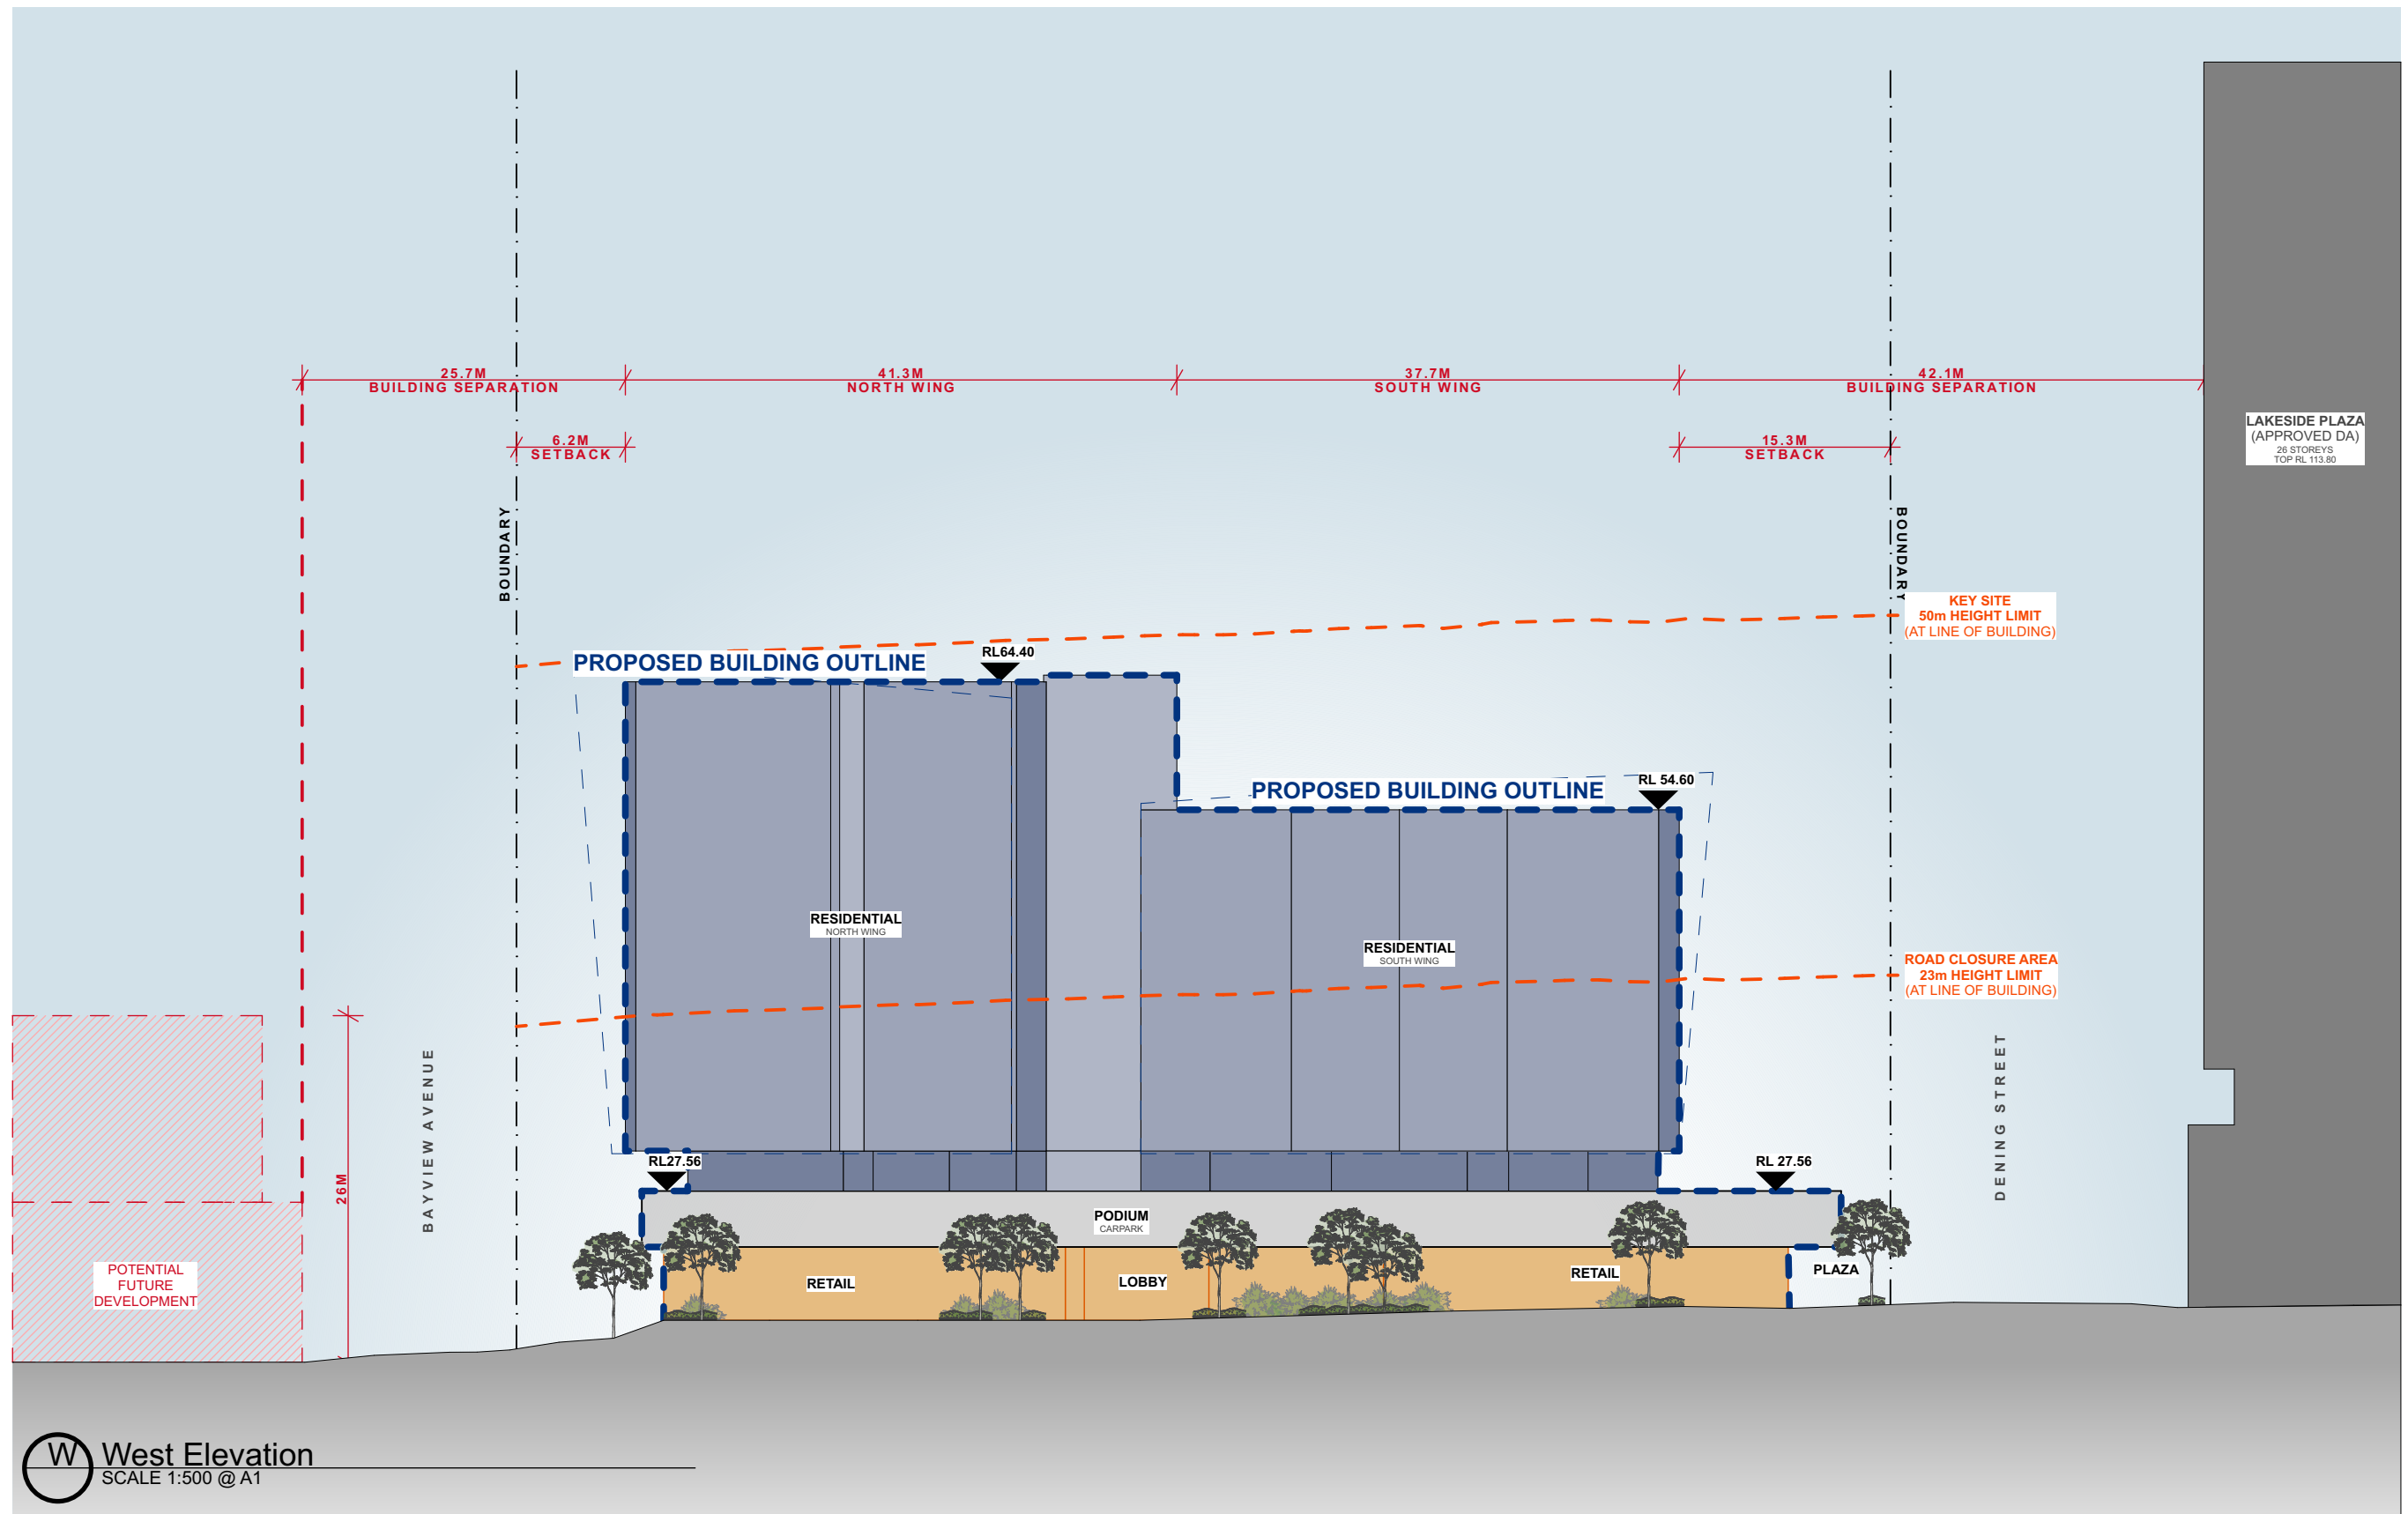 25.7M
BUILDING SEPARATION
41.3M
NORTH WING
37.7M
SOUTH WING
42.1M
BUILDING SEPARATION
6.2M
SETBACK
15.3M
SETBACK
LAKESIDE PLAZA
(APPROVED DA)
26 STOREYS
TOP RL 113.80
BOUNDARY
BOUNDARY
KEY SITE
50m HEIGHT LIMIT
(AT LINE OF BUILDING)
PROPOSED BUILDING OUTLINE
RL64.40
PROPOSED BUILDING OUTLINE
RL 54.60
RESIDENTIAL
NORTH WING
RESIDENTIAL
SOUTH WING
ROAD CLOSURE AREA
23m HEIGHT LIMIT
(AT LINE OF BUILDING)
BAYVIEW AVENUE
DENING STREET
26M
RL27.56
RL 27.56
PODIUM
CARPARK
POTENTIAL
FUTURE
DEVELOPMENT
RETAIL
LOBBY
RETAIL
PLAZA
W
West Elevation
SCALE 1:500 @ A1